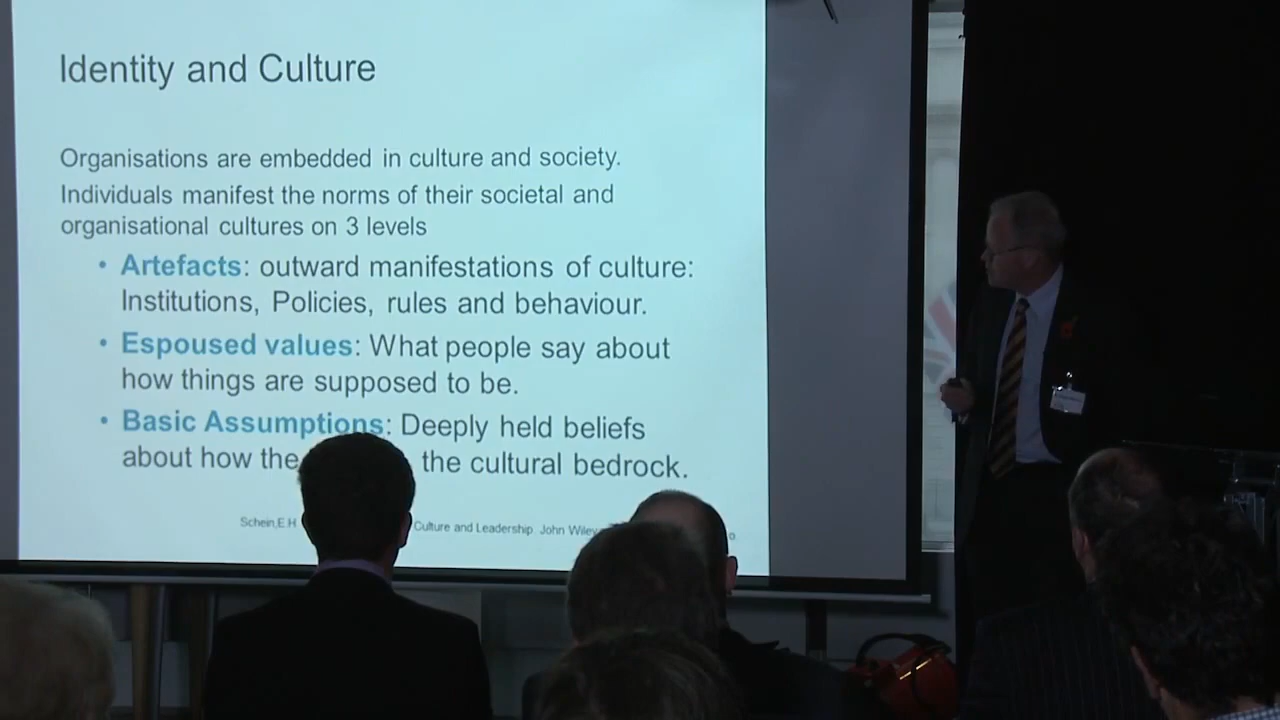 Identity and Culture
Organisations are embedded in culture and society.
Individuals manifest the norms of their societal and
organisational cultures on 3 levels
• Artefacts: outward manifestations of culture:
Institutions, Policies, rules and behaviour.
• Espoused values: What people say about
how things are supposed to be.
• Basic Assumptions: Deeply held beliefs
about how the the cultural bedrock.
Schein,E.H Culture and Leadership. John Wiley